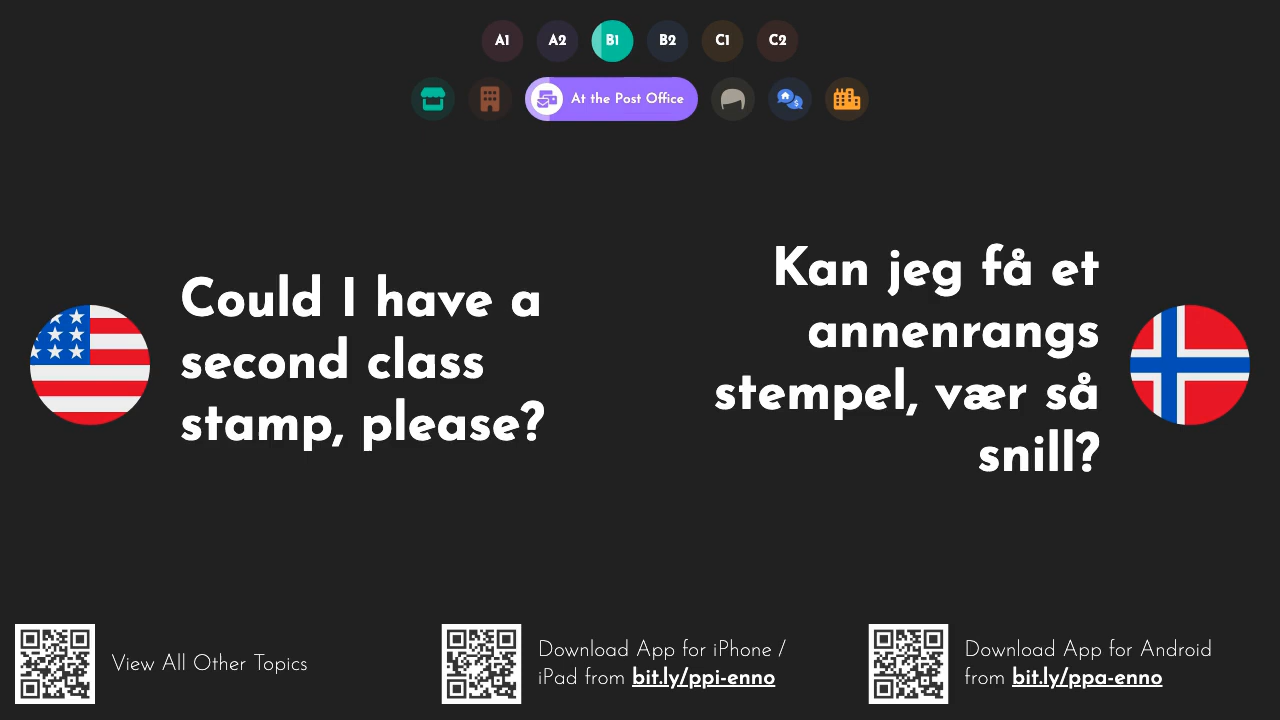 A1 A2 B1 B2 C1 C2
At the Post Office
Could I have a
second class
stamp, please?
Kan jeg få et
annenrangs
stempel, vær så
snill?
View All Other Topics
Download App for iPhone /
iPad from bit.ly/ppi-enno
Download App for Android
from bit.ly/ppa-enno